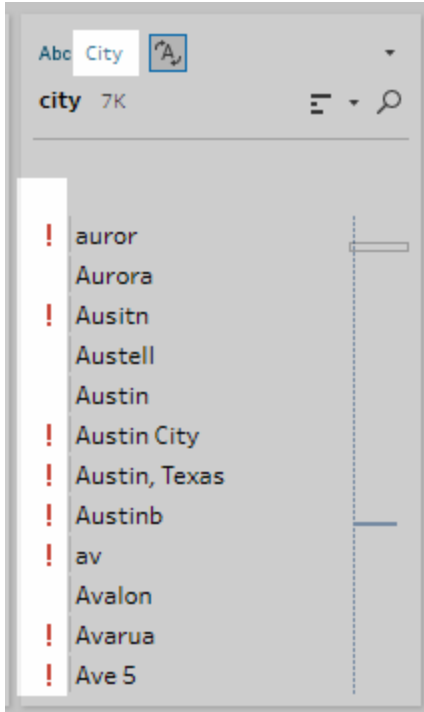 Abc City A
city 7K
! auror
Aurora
! Ausitn
Austell
Austin
! Austin City
! Austin, Texas
! Austinb
! av
Avalon
! Avarua
! Ave 5